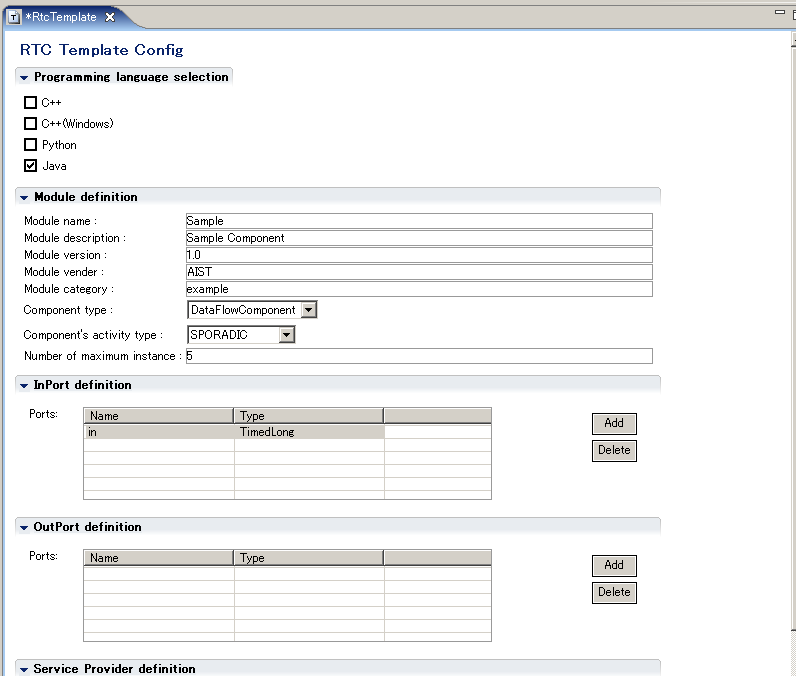 *RtcTemplate
RTC Template Config
Programming language selection
C++
C++(Windows)
Python
Java
Module definition
Module name : Sample
Module description : Sample Component
Module version : 1.0
Module vender : AIST
Module category : example
Component type : DataFlowComponent
Component's activity type : SPORADIC
Number of maximum instance : 5
InPort definition
Ports: Name Type Add
in TimedLong
Delete
OutPort definition
Ports: Name Type Add
Delete
Service Provider definition